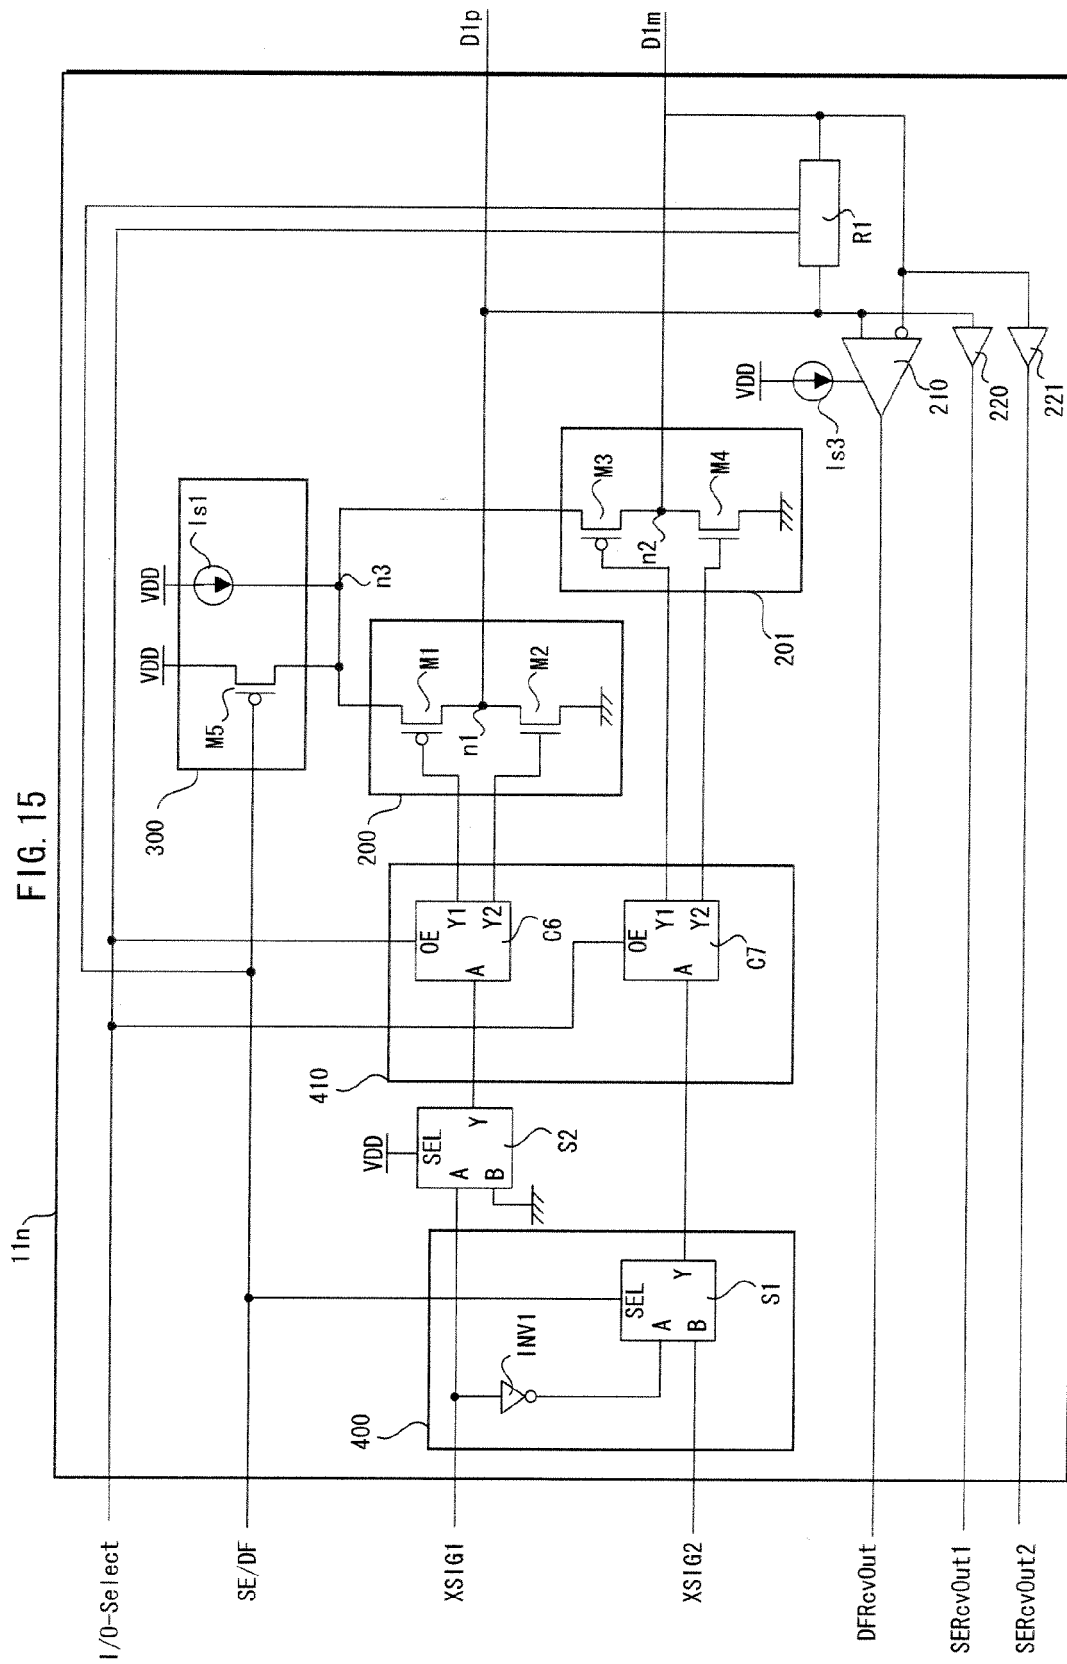 FIG. 15
11n
I/O-Select
SE/DF
XSIG1
XSIG2
DFRcvOut
SERcvOut1
SERcvOut2
400
INV1
SEL
A
B
Y
S1
VDD
SEL
A
B
Y
S2
410
OE
A
Y1
Y2
C6
OE
A
Y1
Y2
C7
300
VDD
VDD
M5
Is1
n3
200
M1
n1
M2
201
M3
n2
M4
VDD
Is3
210
220
221
R1
D1p
D1m